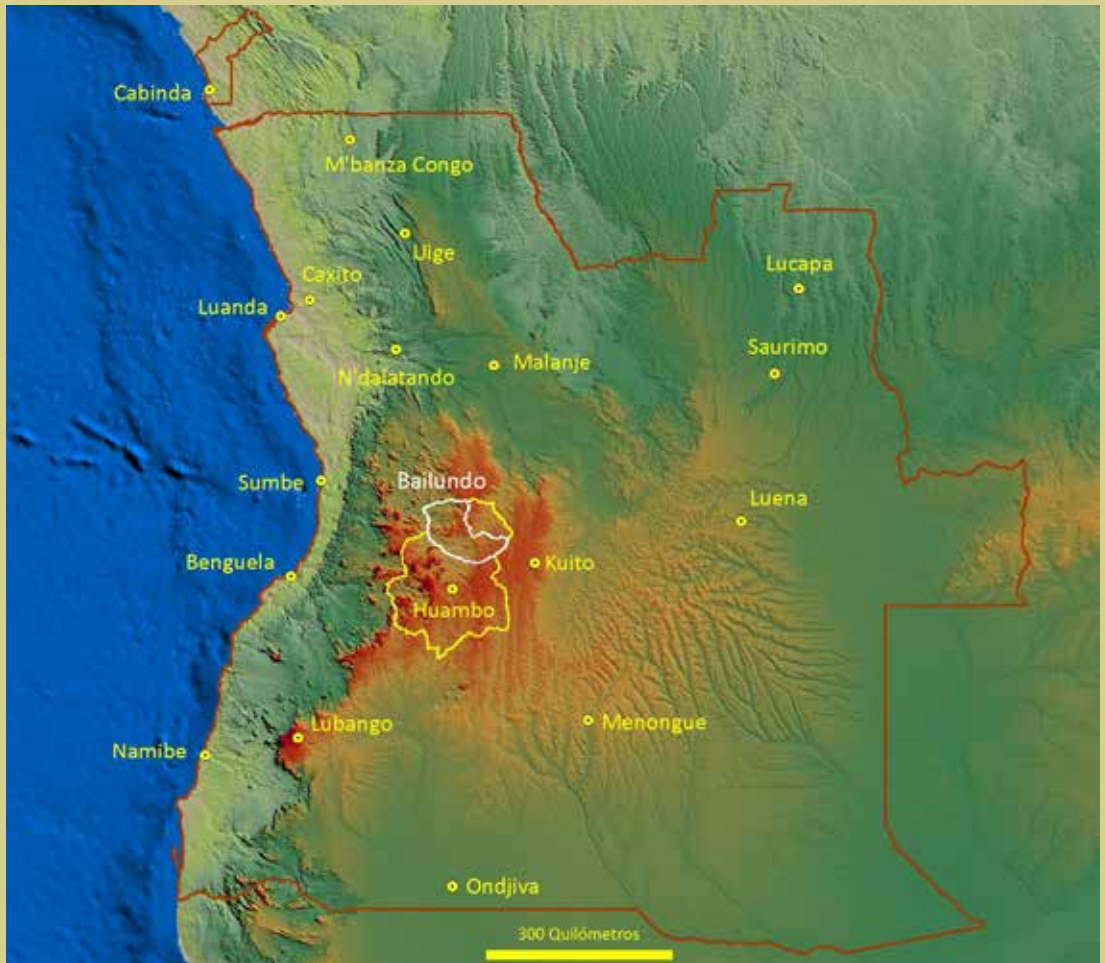 Cabinda
M'banza Congo
Uige
Caxito
Lucapa
Luanda
Saurimo
Malanje
N'dalatando
Bailundo
Sumbe
Luena
Benguela
Kuito
Huambo
Lubango
Menongue
Namibe
Ondjiva
300 Quilómetros